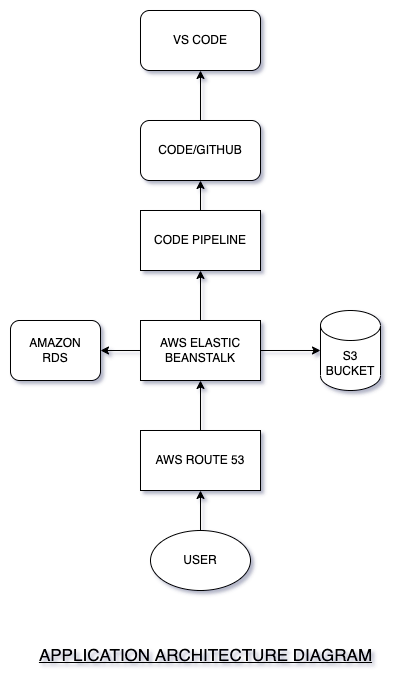 VS CODE
CODE/GITHUB
CODE PIPELINE
AMAZON
RDS
AWS ELASTIC
BEANSTALK
S3
BUCKET
AWS ROUTE 53
USER
APPLICATION ARCHITECTURE DIAGRAM